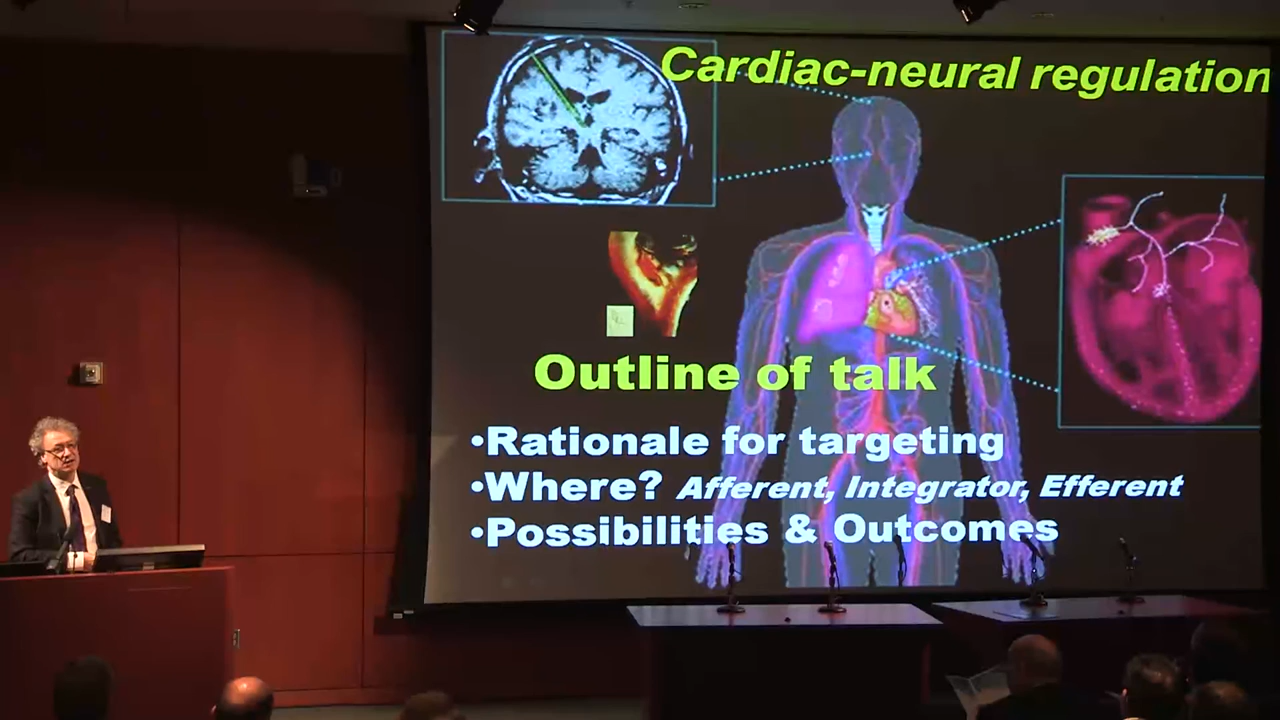 Cardiac-neural regulation
Outline of talk
•Rationale for targeting
•Where? Afferent, Integrator, Efferent
•Possibilities & Outcomes